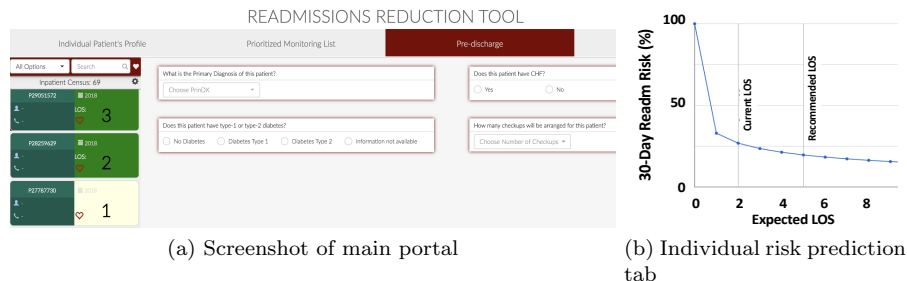 READMISSIONS REDUCTION TOOL
Individual Patient's Profile
Prioritized Monitoring List
Pre-discharge
All Options
Search
Inpatient Census: 69
P29051572
2018
LOS:
3
P28259629
2018
LOS:
2
P27787730
2018
1
What is the Primary Diagnosis of this patient?
Choose PrinDX
Does this patient have CHF?
Yes
No
Does this patient have type-1 or type-2 diabetes?
No Diabetes
Diabetes Type 1
Diabetes Type 2
Information not available
How many checkups will be arranged for this patient?
Choose Number of Checkups
(a) Screenshot of main portal
30-Day Readm Risk (%)
100
50
0
Current LOS
Recommended LOS
0 2 4 6 8
Expected LOS
(b) Individual risk prediction
tab